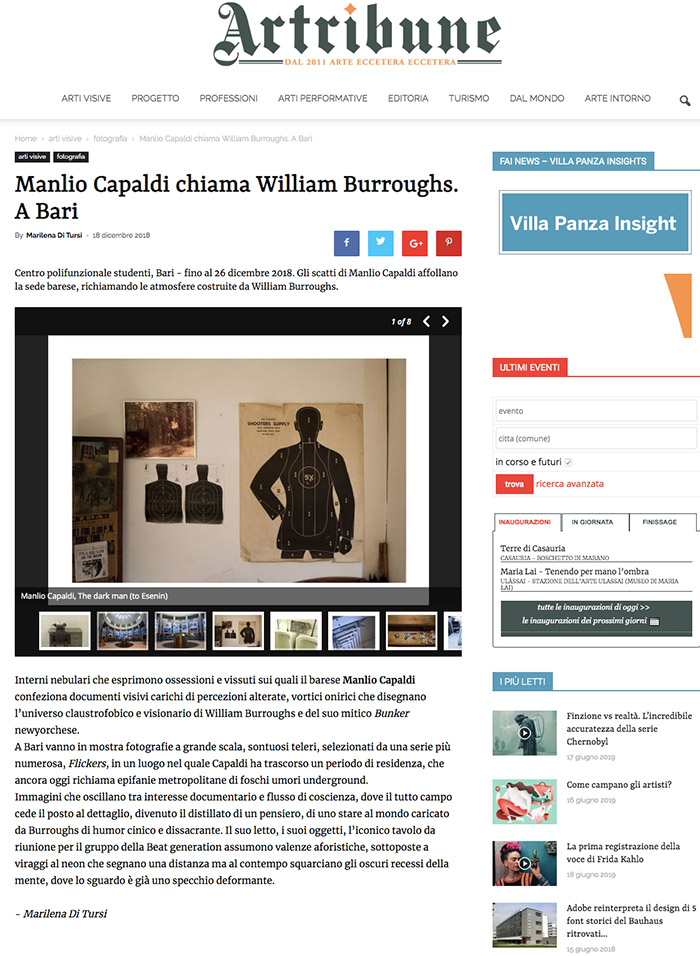 Artribune
DAL 2011 ARTE ECCETERA ECCETERA
ARTI VISIVE PROGETTO PROFESSIONI ARTI PERFORMATIVE EDITORIA TURISMO DAL MONDO ARTE INTORNO
Home › arti visive › fotografia › Manlio Capaldi chiama William Burroughs. A Bari
arti visive fotografia
Manlio Capaldi chiama William Burroughs.
A Bari
By Marilena Di Tursi - 18 dicembre 2018
Centro polifunzionale studenti, Bari – fino al 26 dicembre 2018. Gli scatti di Manlio Capaldi affollano
la sede barese, richiamando le atmosfere costruite da William Burroughs.
1 of 8
SHOOTERS SUPPLY
5X
Manlio Capaldi, The dark man (to Esenin)
Interni nebulari che esprimono ossessioni e vissuti sui quali il barese Manlio Capaldi
confeziona documenti visivi carichi di percezioni alterate, vortici onirici che disegnano
l’universo claustrofobico e visionario di William Burroughs e del suo mitico Bunker
newyorchese.
A Bari vanno in mostra fotografie a grande scala, sontuosi teleri, selezionati da una serie più
numerosa, Flickers, in un luogo nel quale Capaldi ha trascorso un periodo di residenza, che
ancora oggi richiama epifanie metropolitane di foschi umori underground.
Immagini che oscillano tra interesse documentario e flusso di coscienza, dove il tutto campo
cede il posto al dettaglio, divenuto il distillato di un pensiero, di uno stare al mondo caricato
da Burroughs di humor cinico e dissacrante. Il suo letto, i suoi oggetti, l’iconico tavolo da
riunione per il gruppo della Beat generation assumono valenze aforistiche, sottoposte a
viraggi al neon che segnano una distanza ma al contempo squarciano gli oscuri recessi della
mente, dove lo sguardo è già uno specchio deformante.
– Marilena Di Tursi
FAI NEWS – VILLA PANZA INSIGHTS
Villa Panza Insight
ULTIMI EVENTI
evento
citta (comune)
in corso e futuri
trova ricerca avanzata
INAUGURAZIONI IN GIORNATA FINISSAGE
Terre di Casauria
CASAURIA - BOSCHETTO DI MARANO
Maria Lai - Tenendo per mano l’ombra
ULÀSSAI - STAZIONE DELL'ARTE ULASSAI (MUSEO DI MARIA
LAI)
tutte le inaugurazioni di oggi >>
le inaugurazioni dei prossimi giorni
I PIÙ LETTI
Finzione vs realtà. L’incredibile
accuratezza della serie
Chernobyl
17 giugno 2019
Come campano gli artisti?
16 giugno 2019
La prima registrazione della
voce di Frida Kahlo
18 giugno 2019
Adobe reinterpreta il design di 5
font storici del Bauhaus
ritrovati...
15 giugno 2018